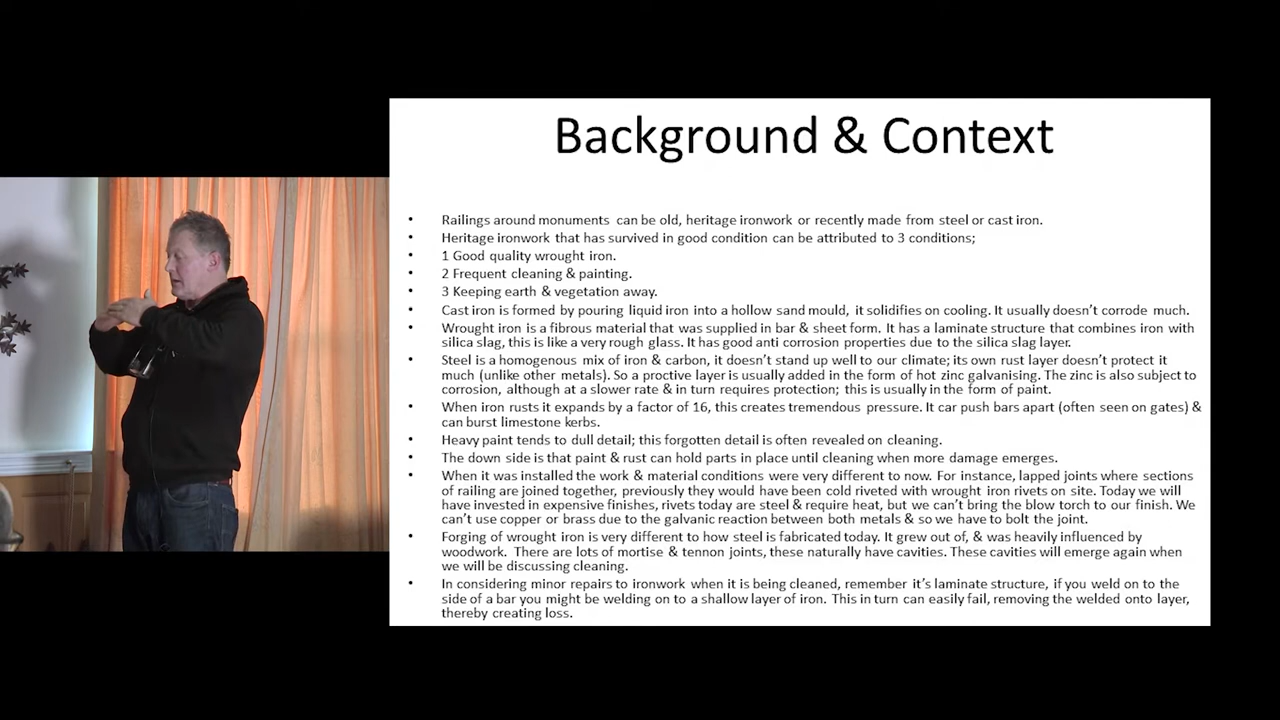 Background & Context
• Railings around monuments can be old, heritage ironwork or recently made from steel or cast iron.
• Heritage ironwork that has survived in good condition can be attributed to 3 conditions;
• 1 Good quality wrought iron.
• 2 Frequent cleaning & painting.
• 3 Keeping earth & vegetation away.
• Cast iron is formed by pouring liquid iron into a hollow sand mould, it solidifies on cooling. It usually doesn't corrode much.
• Wrought iron is a fibrous material that was supplied in bar & sheet form. It has a laminate structure that combines iron with
silica slag, this is like a very rough glass. It has good anti corrosion properties due to the silica slag layer.
• Steel is a homogenous mix of iron & carbon, it doesn't stand up well to our climate; its own rust layer doesn't protect it
much (unlike other metals). So a proctive layer is usually added in the form of hot zinc galvanising. The zinc is also subject to
corrosion, although at a slower rate & in turn requires protection; this is usually in the form of paint.
• When iron rusts it expands by a factor of 16, this creates tremendous pressure. It car push bars apart (often seen on gates) &
can burst limestone kerbs.
• Heavy paint tends to dull detail; this forgotten detail is often revealed on cleaning.
• The down side is that paint & rust can hold parts in place until cleaning when more damage emerges.
• When it was installed the work & material conditions were very different to now. For instance, lapped joints where sections
of railing are joined together, previously they would have been cold riveted with wrought iron rivets on site. Today we will
have invested in expensive finishes, rivets today are steel & require heat, but we can't bring the blow torch to our finish. We
can't use copper or brass due to the galvanic reaction between both metals & so we have to bolt the joint.
• Forging of wrought iron is very different to how steel is fabricated today. It grew out of, & was heavily influenced by
woodwork. There are lots of mortise & tennon joints, these naturally have cavities. These cavities will emerge again when
we will be discussing cleaning.
• In considering minor repairs to ironwork when it is being cleaned, remember it's laminate structure, if you weld on to the
side of a bar you might be welding on to a shallow layer of iron. This in turn can easily fail, removing the welded onto layer,
thereby creating loss.